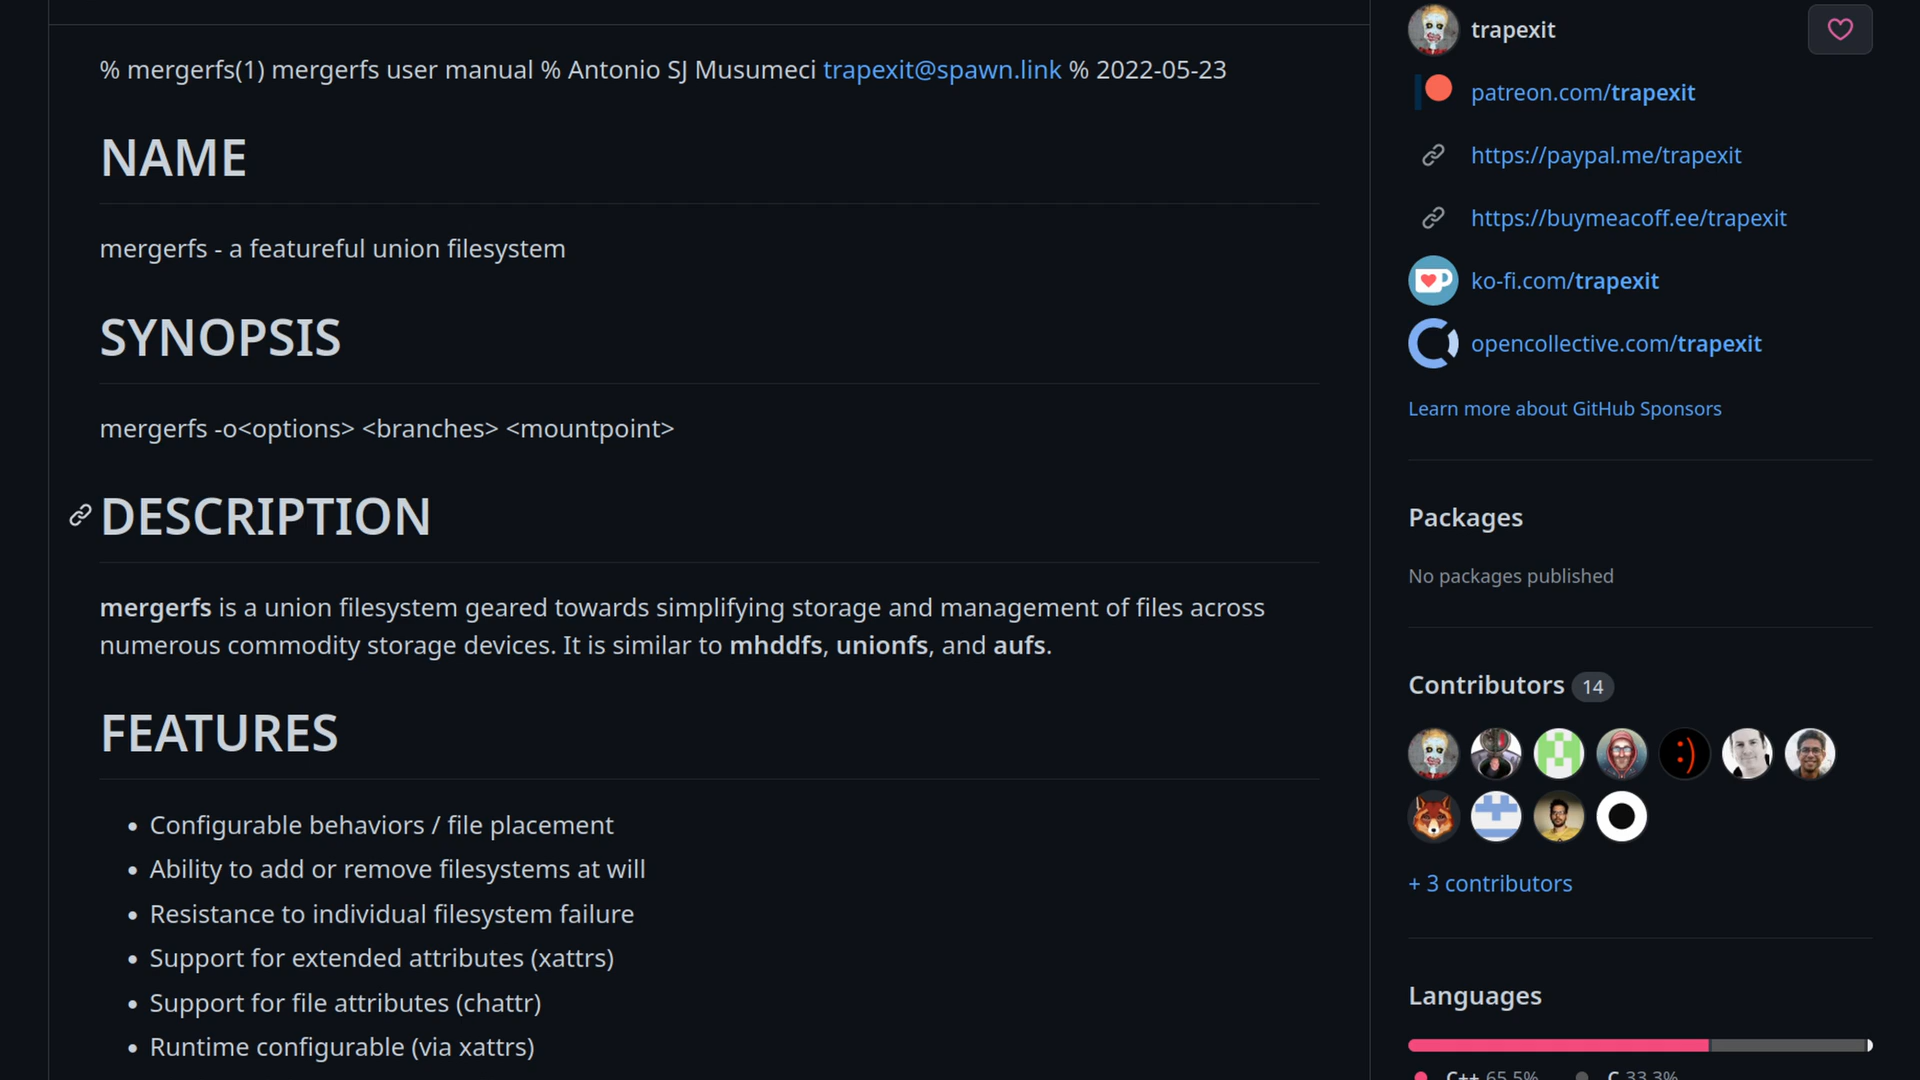 % mergerfs(1) mergerfs user manual % Antonio SJ Musumeci trapexit@spawn.link % 2022-05-23
NAME
mergerfs - a featureful union filesystem
SYNOPSIS
mergerfs -o<options> <branches> <mountpoint>
DESCRIPTION
mergerfs is a union filesystem geared towards simplifying storage and management of files across
numerous commodity storage devices. It is similar to mhddfs, unionfs, and aufs.
FEATURES
• Configurable behaviors / file placement
• Ability to add or remove filesystems at will
• Resistance to individual filesystem failure
• Support for extended attributes (xattrs)
• Support for file attributes (chattr)
• Runtime configurable (via xattrs)
trapexit
patreon.com/trapexit
https://paypal.me/trapexit
https://buymeacoff.ee/trapexit
ko-fi.com/trapexit
opencollective.com/trapexit
Learn more about GitHub Sponsors
Packages
No packages published
Contributors 14
:)
+ 3 contributors
Languages
C++ 65.5% C 33.3%